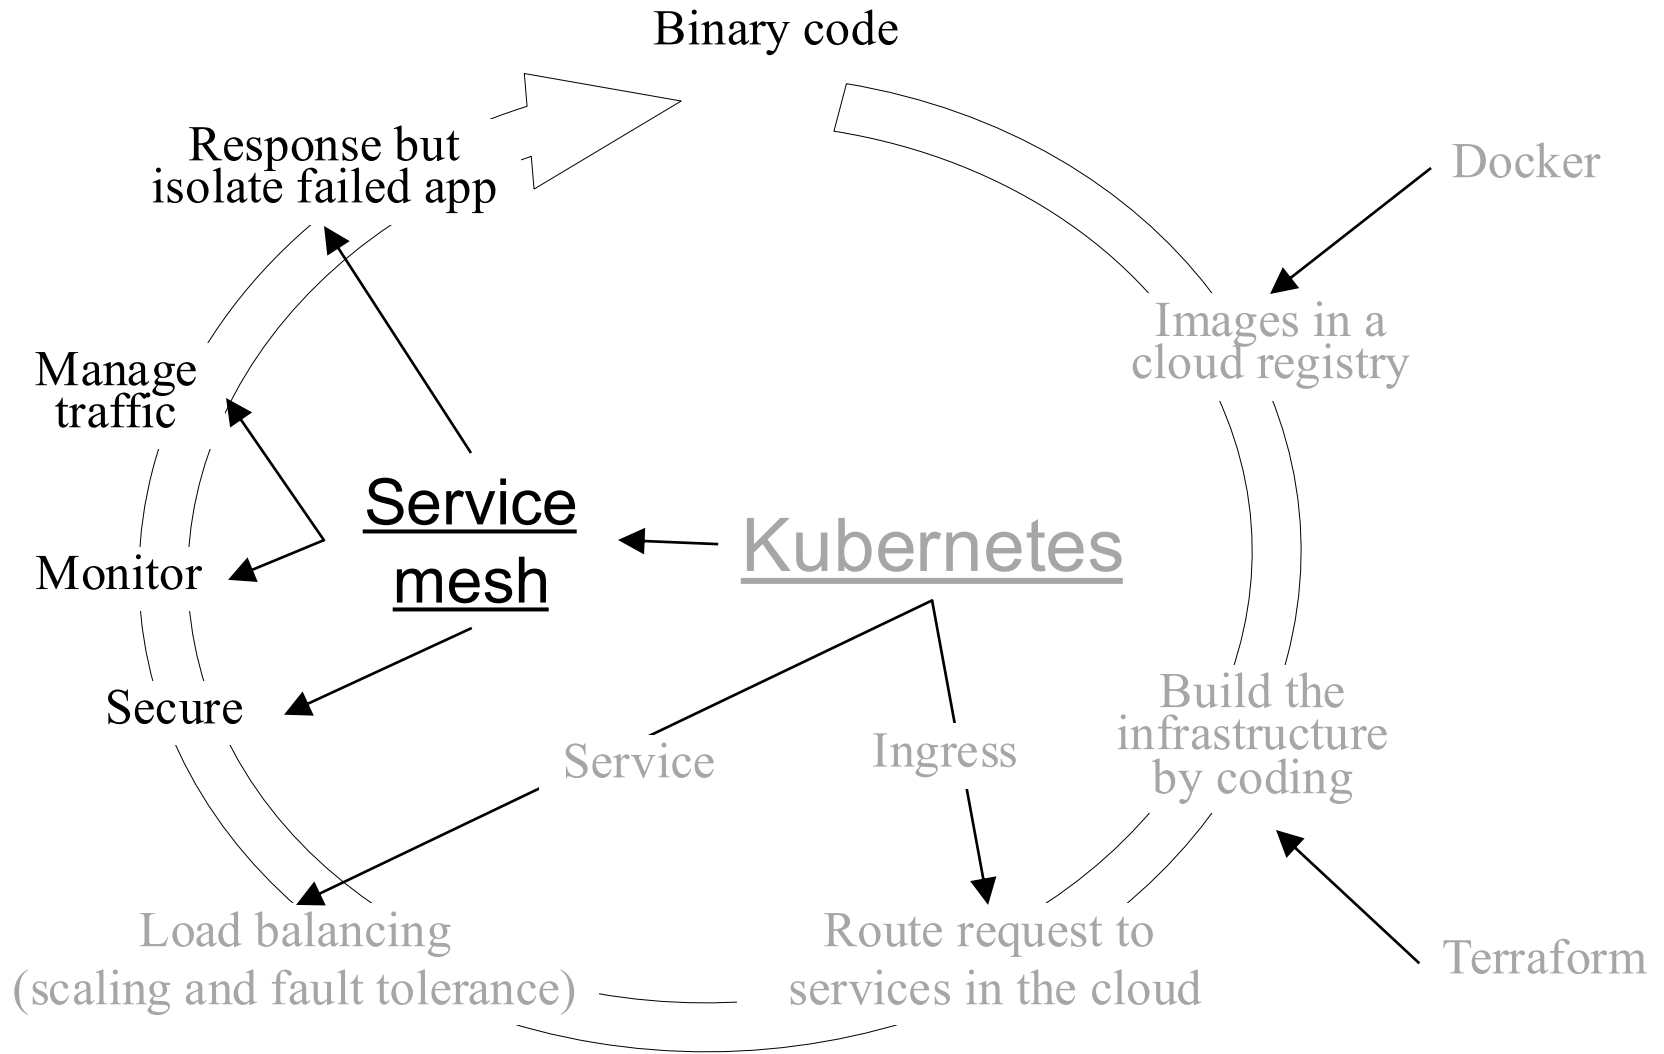 Binary code
Response but
isolate failed app
Docker
Images in a
cloud registry
Manage
traffic
Service
mesh
Kubernetes
Monitor
Secure
Service
Ingress
Build the
infrastructure
by coding
Load balancing
(scaling and fault tolerance)
Route request to
services in the cloud
Terraform